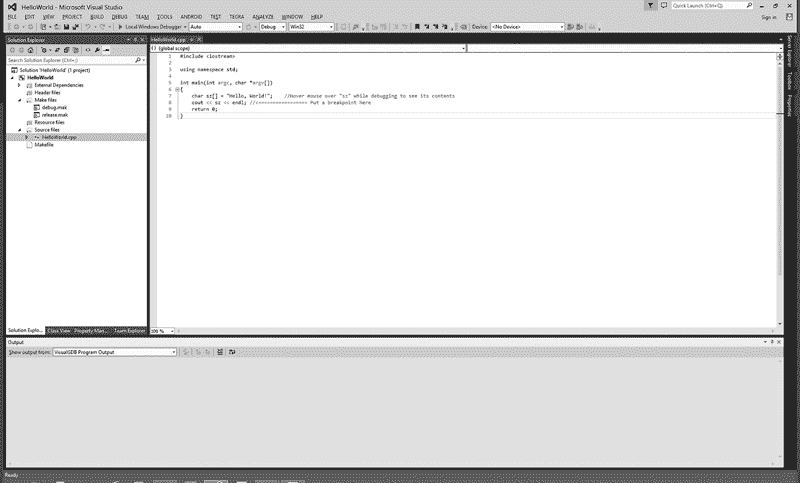 HelloWorld - Microsoft Visual Studio
Quick Launch (Ctrl+Q)
FILE EDIT VIEW PROJECT BUILD DEBUG TEAM TOOLS ANDROID TEST ANALYZE WINDOW HELP
Sign in
Local Windows Debugger Auto Debug Win32 Device: <No Device>
Solution Explorer
Search Solution Explorer (Ctrl+;)
Solution 'HelloWorld' (1 project)
HelloWorld
External Dependencies
Header files
Make files
debug.mak
release.mak
Resource files
Source files
HelloWorld.cpp
Makefile
Solution Explo... Class View Property Man... Team Explorer
HelloWorld.cpp
(global scope)
1 #include <iostream>
2
3 using namespace std;
4
5 int main(int argc, char *argv[])
6 {
7 char sz[] = "Hello, World!"; //Hover mouse over "sz" while debugging to see its contents
8 cout << sz << endl; //<================= Put a breakpoint here
9 return 0;
10 }
100 %
Server Explorer
Toolbox
Properties
Output
Show output from: VisualGDB Program Output
Ready